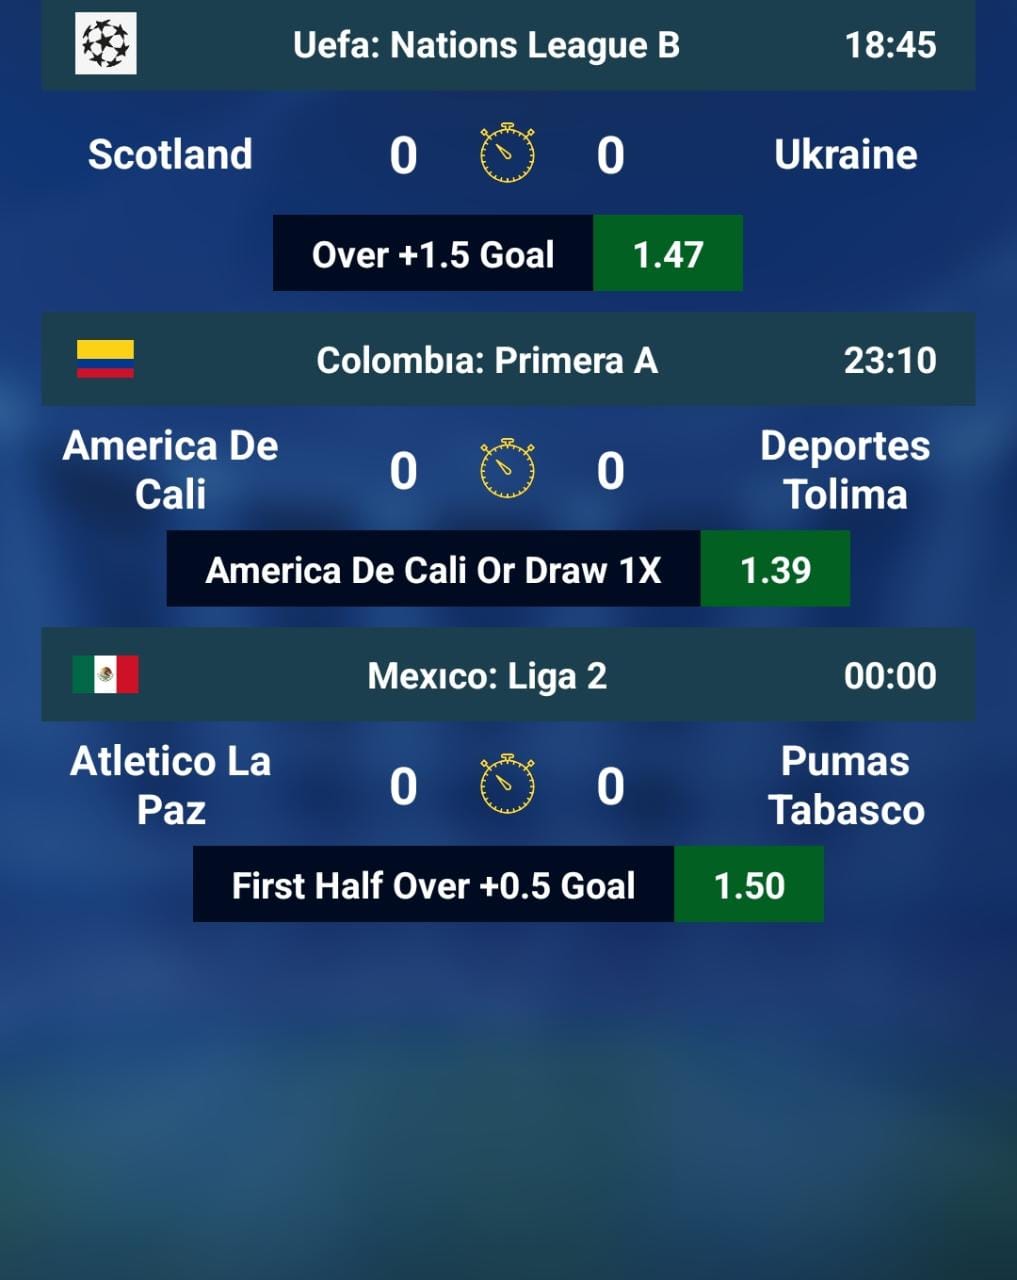 Uefa: Nations League B 18:45
Scotland 0 0 Ukraine
Over +1.5 Goal 1.47
Colombıa: Primera A 23:10
America De
Cali
0 0
Deportes
Tolima
America De Cali Or Draw 1X 1.39
Mexıco: Liga 2 00:00
Atletico La
Paz
0 0
Pumas
Tabasco
First Half Over +0.5 Goal 1.50